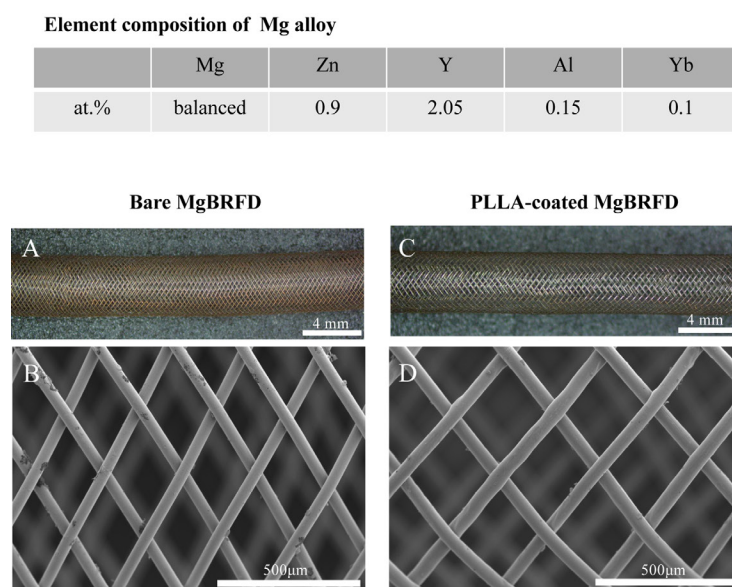 Element composition of Mg alloy
Mg Zn Y Al Yb
at.% balanced 0.9 2.05 0.15 0.1
Bare MgBRFD PLLA-coated MgBRFD
A C
4 mm 4 mm
B D
500μm 500μm